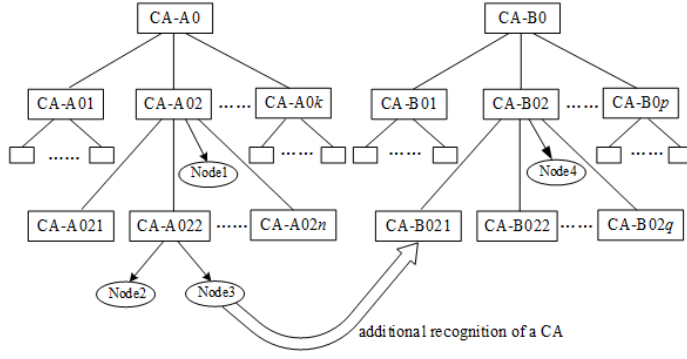 CA-A0 CA-B0
CA-A01 CA-A02 …… CA-A0k CA-B01 CA-B02 …… CA-B0p
…… …… …… ……
Node1 Node4
CA-A021 CA-A022 …… CA-A02n CA-B021 CA-B022 …… CA-B02q
Node2 Node3
additional recognition of a CA